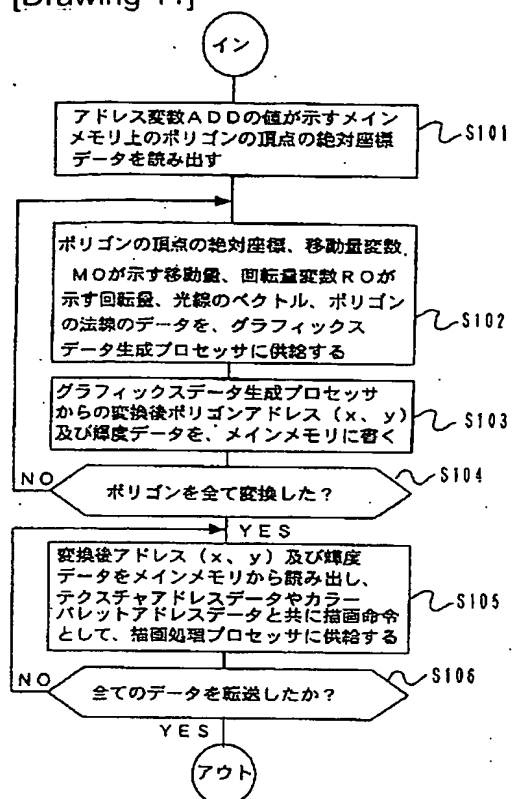 イン
アドレス変数ADDの値が示すメイン
メモリ上のポリゴンの頂点の絶対座標
データを読み出す
S101
ポリゴンの頂点の絶対座標、移動量変数
MOが示す移動量、回転量変数ROが
示す回転量、光線のベクトル、ポリゴン
の法線のデータを、グラフィックス
データ生成プロセッサに供給する
S102
グラフィックスデータ生成プロセッサ
からの変換後ポリゴンアドレス(x、y)
及び輝度データを、メインメモリに書く
S103
ポリゴンを全て変換した?
S104
NO
YES
変換後アドレス(x、y)及び輝度
データをメインメモリから読み出し、
テクスチャアドレスデータやカラー
パレットアドレスデータと共に描画命令
として、描画処理プロセッサに供給する
S105
全てのデータを転送したか?
S106
NO
YES
アウト